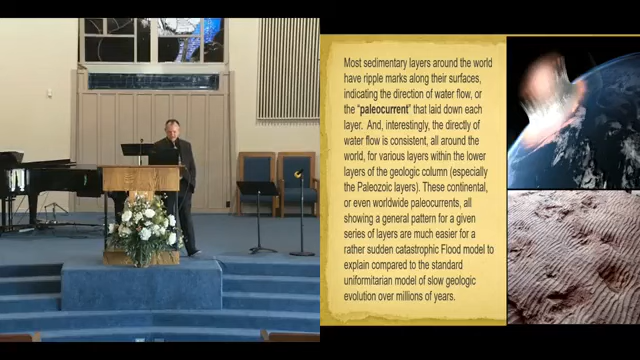 Most sedimentary layers around the world
have ripple marks along their surfaces,
indicating the direction of water flow, or
the “paleocurrent” that laid down each
layer. And, interestingly, the directly of
water flow is consistent, all around the
world, for various layers within the lower
layers of the geologic column (especially
the Paleozoic layers). These continental,
or even worldwide paleocurrents, all
showing a general pattern for a given
series of layers are much easier for a
rather sudden catastrophic Flood model to
explain compared to the standard
uniformitarian model of slow geologic
evolution over millions of years.